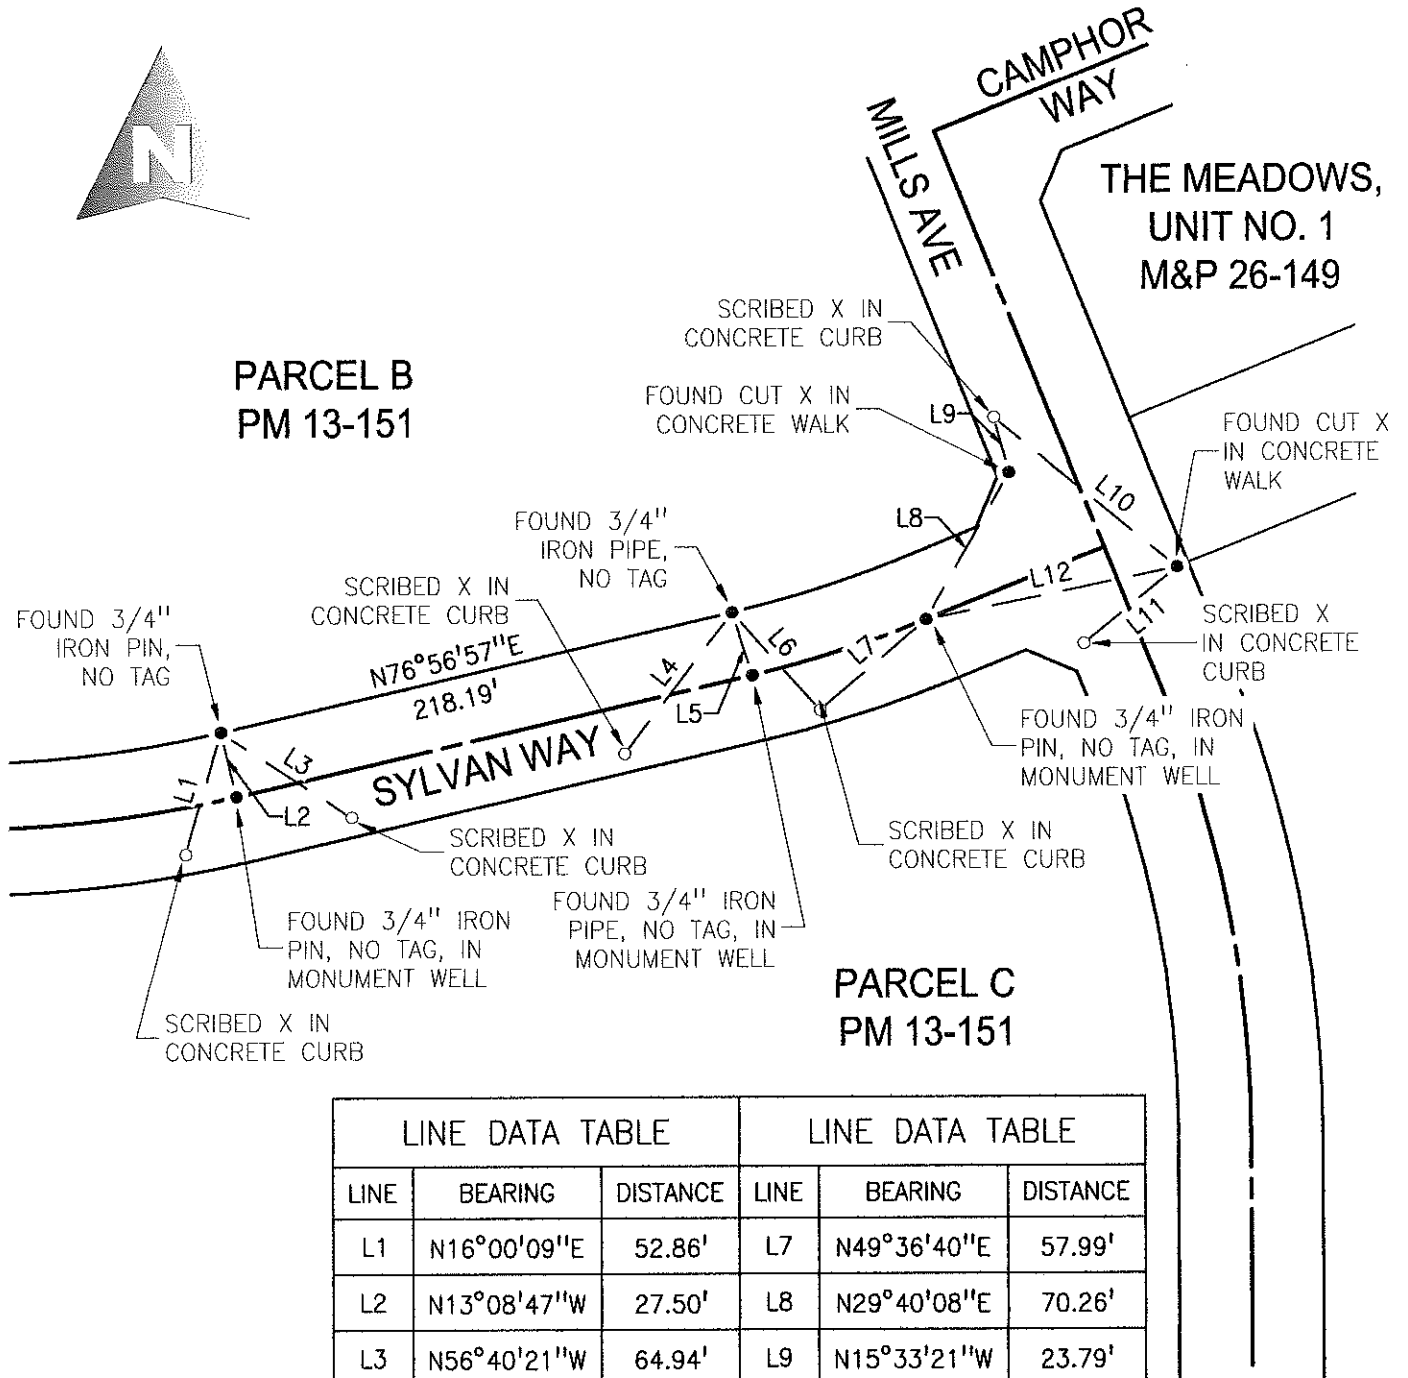 N
CAMPHOR
WAY
MILLS AVE
THE MEADOWS,
UNIT NO. 1
M&P 26-149
SCRIBED X IN
CONCRETE CURB
PARCEL B
PM 13-151
FOUND CUT X IN
CONCRETE WALK
L9
FOUND CUT X
IN CONCRETE
WALK
L10
L8
FOUND 3/4"
IRON PIPE,
NO TAG
SCRIBED X IN
CONCRETE CURB
L12
L11
SCRIBED X
IN CONCRETE
CURB
FOUND 3/4"
IRON PIN,
NO TAG
N76°56'57"E
218.19'
L4
L6
L7
L5
L3
L1
L2
SYLVAN WAY
FOUND 3/4" IRON
PIN, NO TAG, IN
MONUMENT WELL
SCRIBED X IN
CONCRETE CURB
SCRIBED X IN
CONCRETE CURB
FOUND 3/4" IRON
PIPE, NO TAG, IN
MONUMENT WELL
FOUND 3/4" IRON
PIN, NO TAG, IN
MONUMENT WELL
PARCEL C
PM 13-151
SCRIBED X IN
CONCRETE CURB
LINE DATA TABLE LINE DATA TABLE
LINE BEARING DISTANCE LINE BEARING DISTANCE
L1 N16°00'09"E 52.86' L7 N49°36'40"E 57.99'
L2 N13°08'47"W 27.50' L8 N29°40'08"E 70.26'
L3 N56°40'21"W 64.94' L9 N15°33'21"W 23.79'